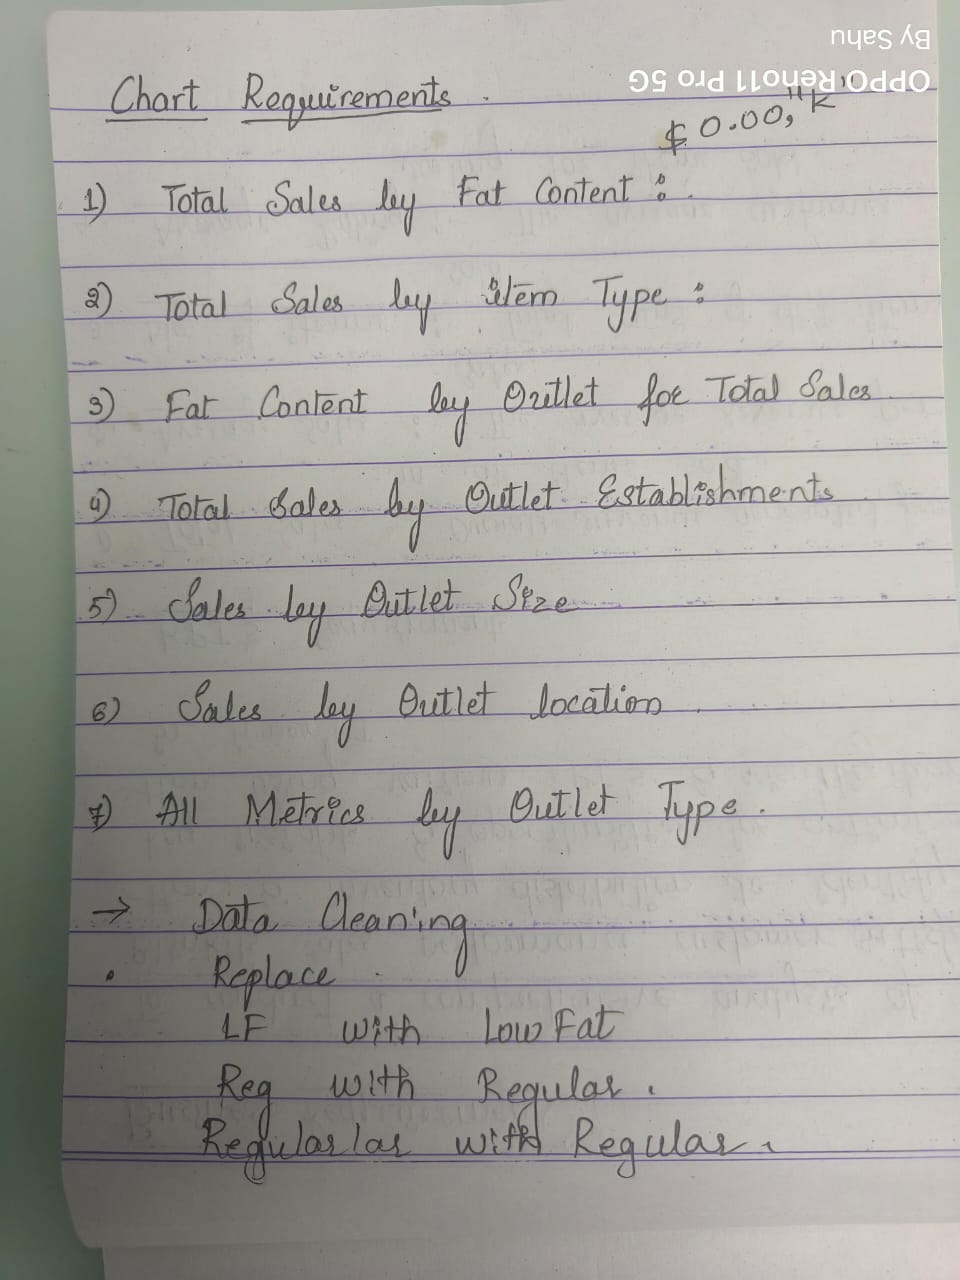 By Sahu
OPPO Reno11 Pro 5G
Chart Requirements.
$ 0.00, "K"
1) Total Sales by Fat Content :
2) Total Sales by item Type :
3) Fat Content by Outlet for Total Sales
4) Total Sales by Outlet Establishments
5) Sales by Outlet Size
6) Sales by Outlet location.
7) All Metrics by Outlet Type.
→ Data Cleaning
• Replace
LF with Low Fat
Reg with Regular.
Regularlar with Regular.